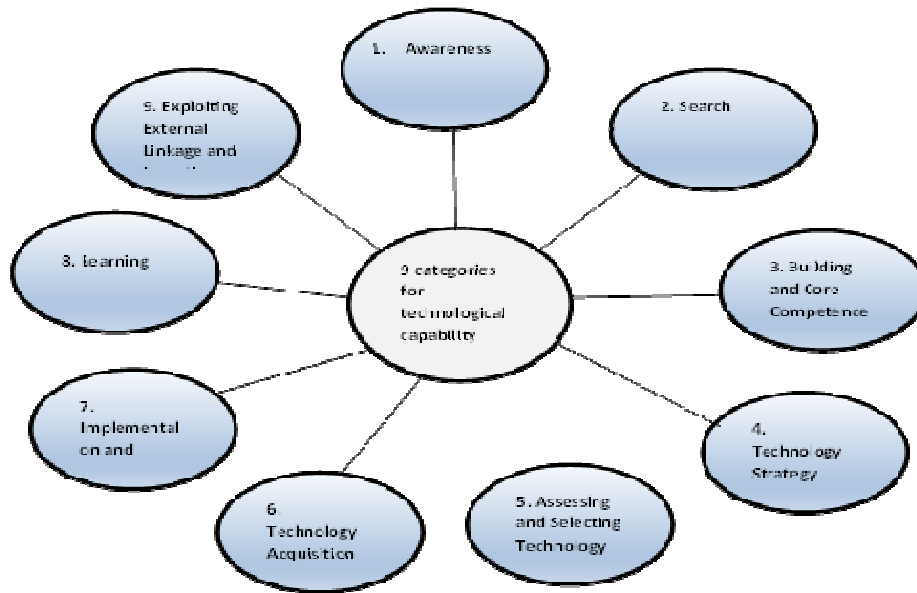 1. Awareness
2. Search
3. Building
and Core
Competence
4.
Technology
Strategy
5. Assessing
and Selecting
Technology
6.
Technology
Acquisition
7.
Implementati
on and
8. Learning
9. Exploiting
External
Linkage and
9 categories
for
technological
capability